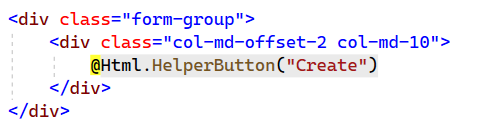 <div class="form-group">
<div class="col-md-offset-2 col-md-10">
@Html.HelperButton("Create")
</div>
</div>